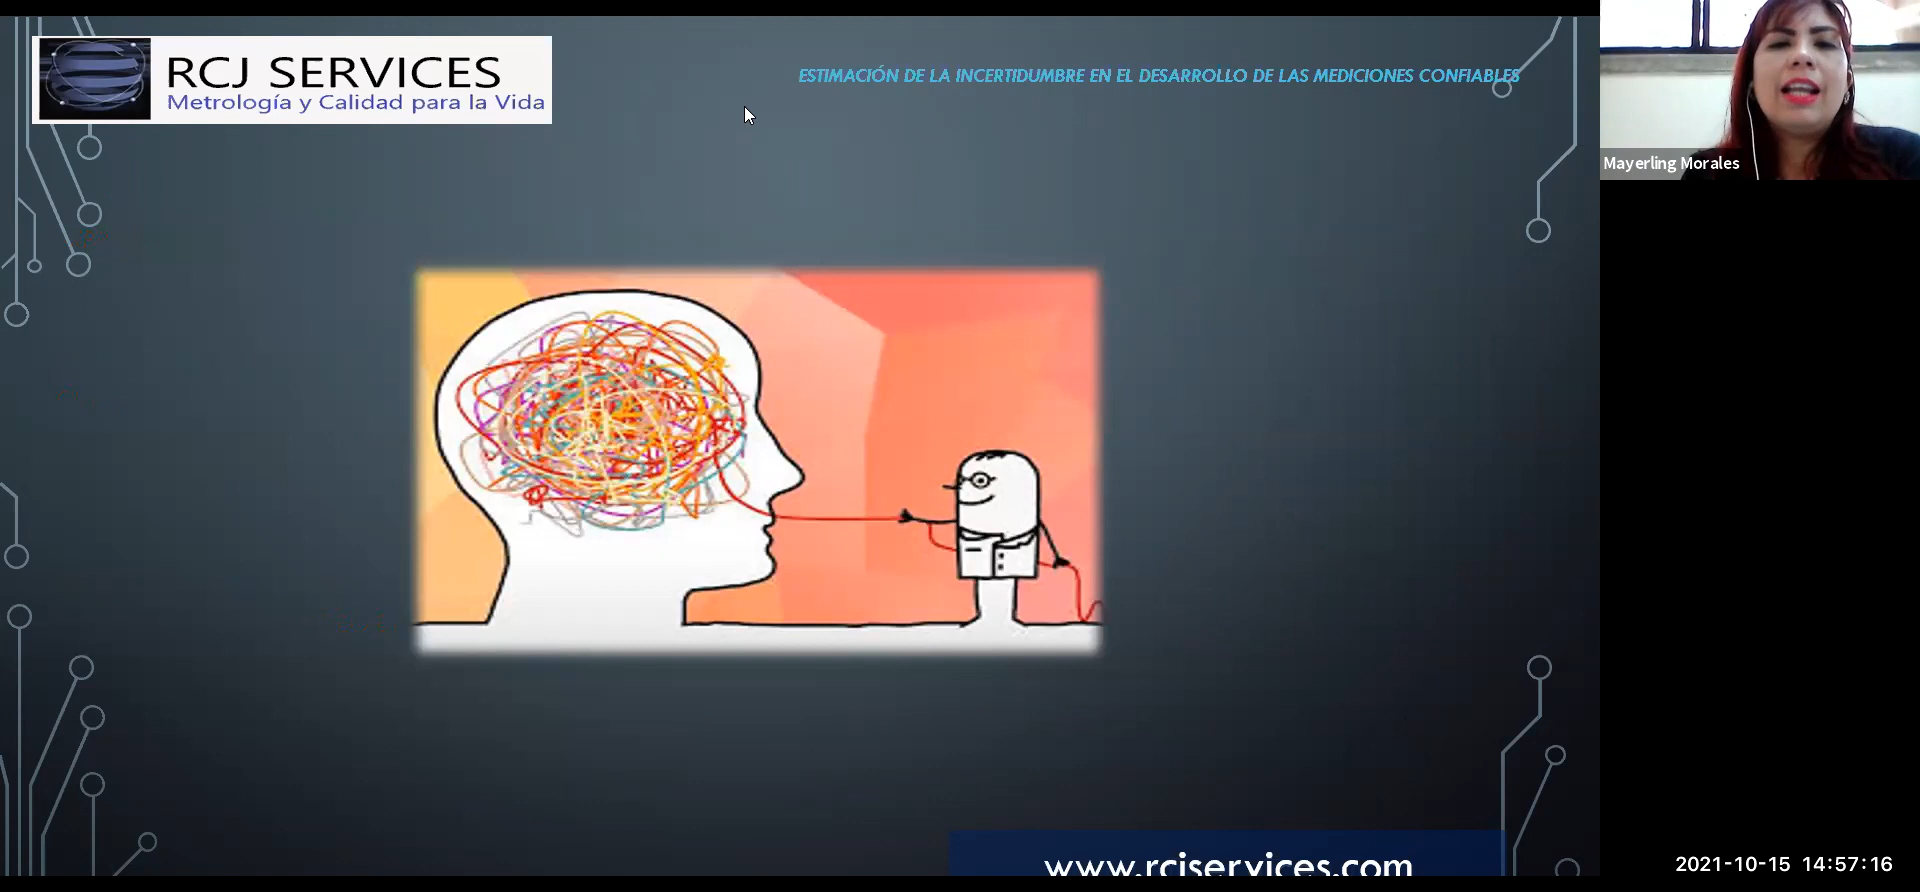 RCJ SERVICES
Metrología y Calidad para la Vida
ESTIMACIÓN DE LA INCERTIDUMBRE EN EL DESARROLLO DE LAS MEDICIONES CONFIABLES
Mayerling Morales
www.rcjservices.com
2021-10-15 14:57:16